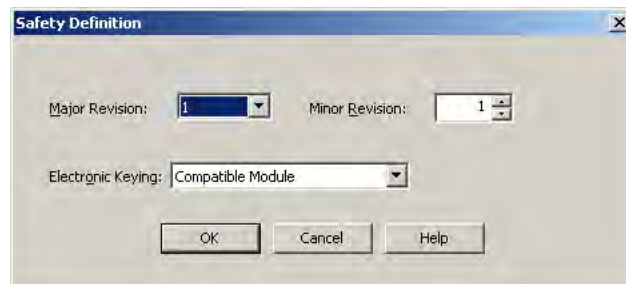 Safety Definition
Major Revision: 1 Minor Revision: 1
Electronic Keying: Compatible Module
OK Cancel Help